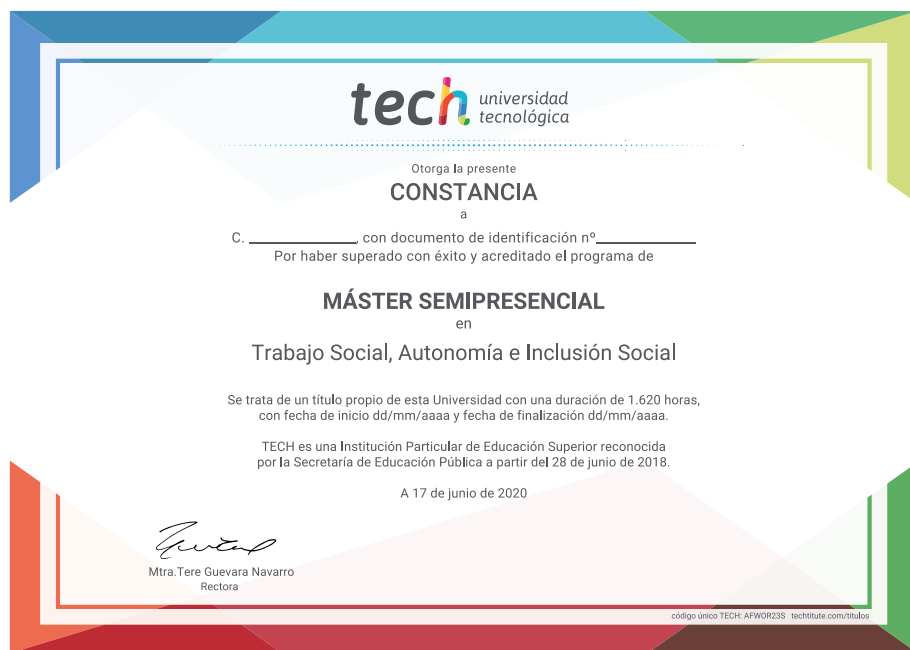 tech universidad
tecnológica
Otorga la presente
CONSTANCIA
a
C. ____________, con documento de identificación nº____________
Por haber superado con éxito y acreditado el programa de
MÁSTER SEMIPRESENCIAL
en
Trabajo Social, Autonomía e Inclusión Social
Se trata de un título propio de esta Universidad con una duración de 1.620 horas,
con fecha de inicio dd/mm/aaaa y fecha de finalización dd/mm/aaaa.
TECH es una Institución Particular de Educación Superior reconocida
por la Secretaría de Educación Pública a partir del 28 de junio de 2018.
A 17 de junio de 2020
Mtra.Tere Guevara Navarro
Rectora
código único TECH: AFWOR23S techtitute.com/titulos